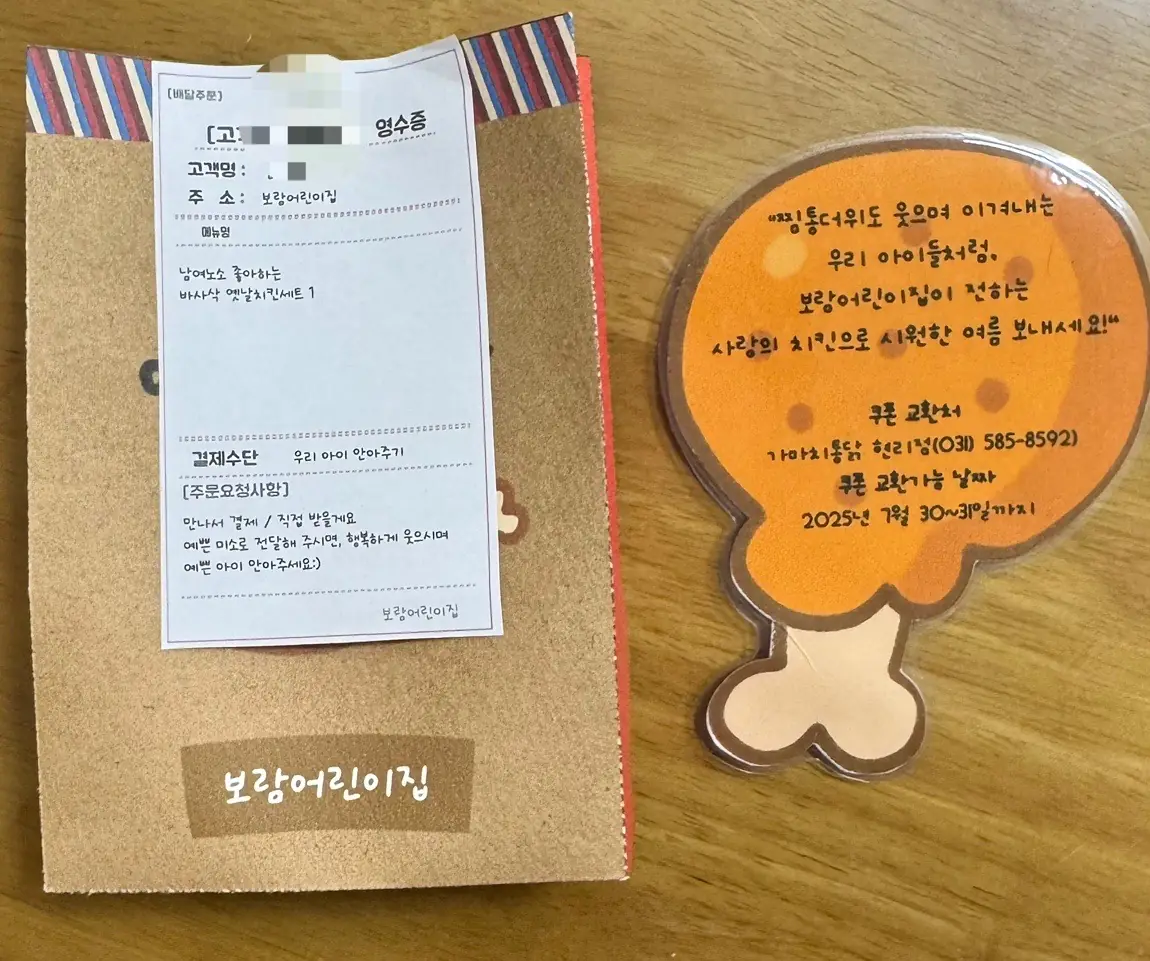 [배달주문]
[고객
영수증
고객명 :
주 소 : 보람어린이집
메뉴명
남여노소 좋아하는
바사삭 옛날치킨세트 1
결제수단 우리 아이 안아주기
[주문요청사항]
만나서 결제 / 직접 받을게요
예쁜 미소로 전달해 주시면, 행복하게 웃으시며
예쁜 아이 안아주세요:)
보람어린이집
보람어린이집
“찜통더위도 웃으며 이겨내는
우리 아이들처럼,
보람어린이집이 전하는
사랑의 치킨으로 시원한 여름 보내세요!“
쿠폰 교환처
가마치통닭 현리점(031) 585-8592)
쿠폰 교환가능 날짜
2025년 7월 30~31일까지